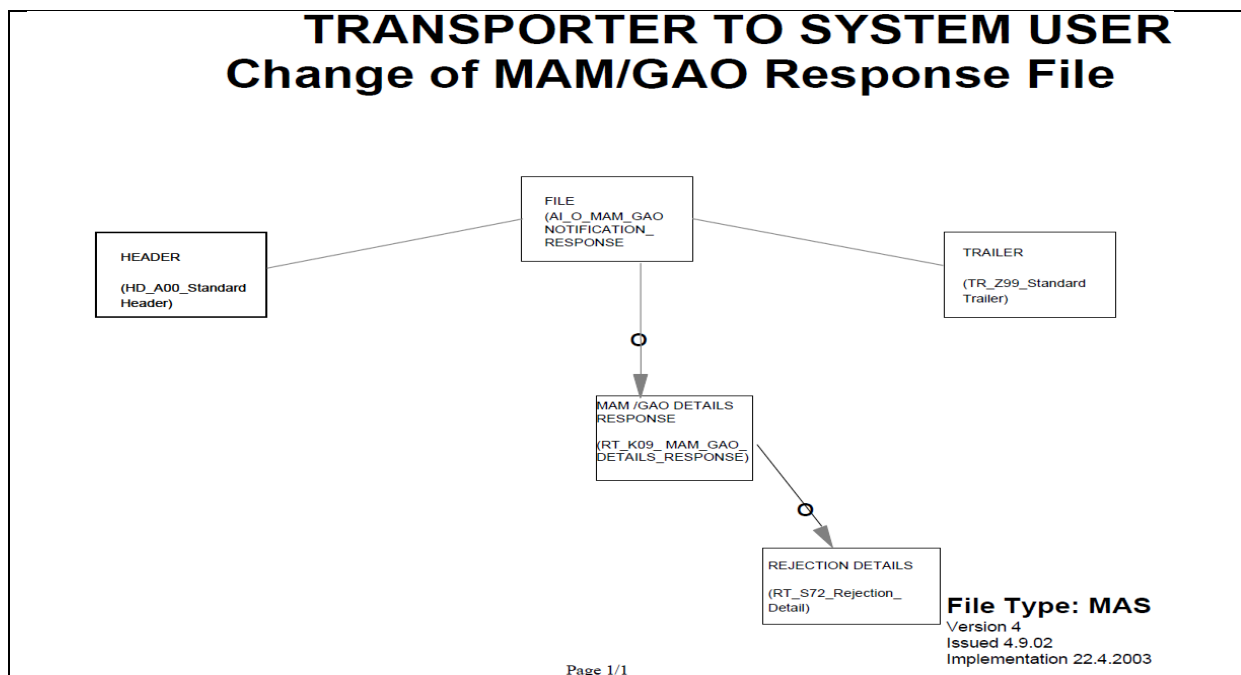 TRANSPORTER TO SYSTEM USER
Change of MAM/GAO Response File
FILE
(AI_O_MAM_GAO
NOTIFICATION_
RESPONSE
HEADER
(HD_A00_Standard
Header)
TRAILER
(TR_Z99_Standard
Trailer)
O
MAM /GAO DETAILS
RESPONSE
(RT_K09_ MAM_GAO_
DETAILS_RESPONSE)
O
REJECTION DETAILS
(RT_S72_Rejection_
Detail)
File Type: MAS
Version 4
Issued 4.9.02
Implementation 22.4.2003
Page 1/1